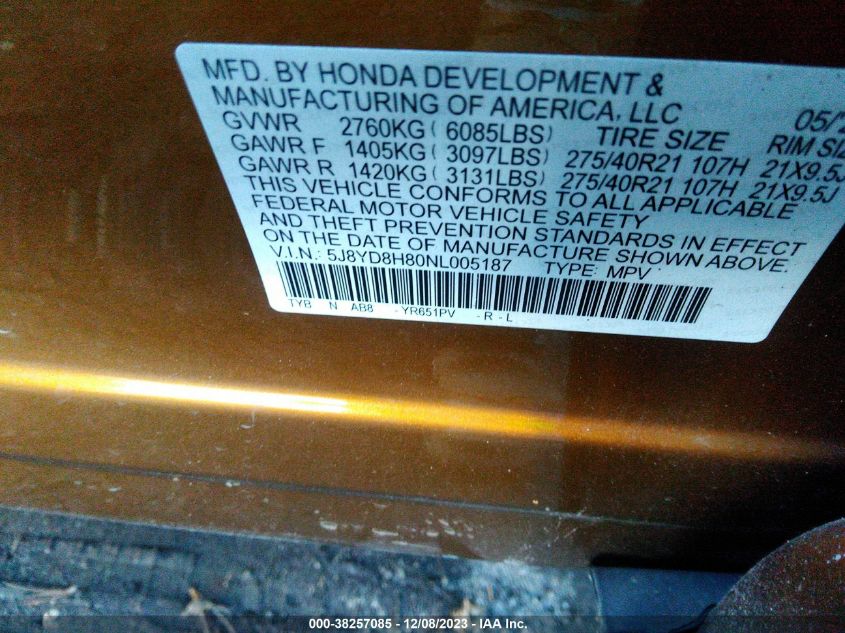 MFD. BY HONDA DEVELOPMENT &
MANUFACTURING OF AMERICA, LLC 05/2
GVWR 2760KG ( 6085LBS) TIRE SIZE RIM SIZ
GAWR F 1405KG ( 3097LBS) 275/40R21 107H 21X9.5J
GAWR R 1420KG ( 3131LBS) 275/40R21 107H 21X9.5J
THIS VEHICLE CONFORMS TO ALL APPLICABLE
FEDERAL MOTOR VEHICLE SAFETY
AND THEFT PREVENTION STANDARDS IN EFFECT
ON THE DATE OF MANUFACTURE SHOWN ABOVE.
V.I.N.: 5J8YD8H80NL005187 TYPE: MPV
TYB N AB8 - YR651PV - R - L
000-38257085 - 12/08/2023 - IAA Inc.